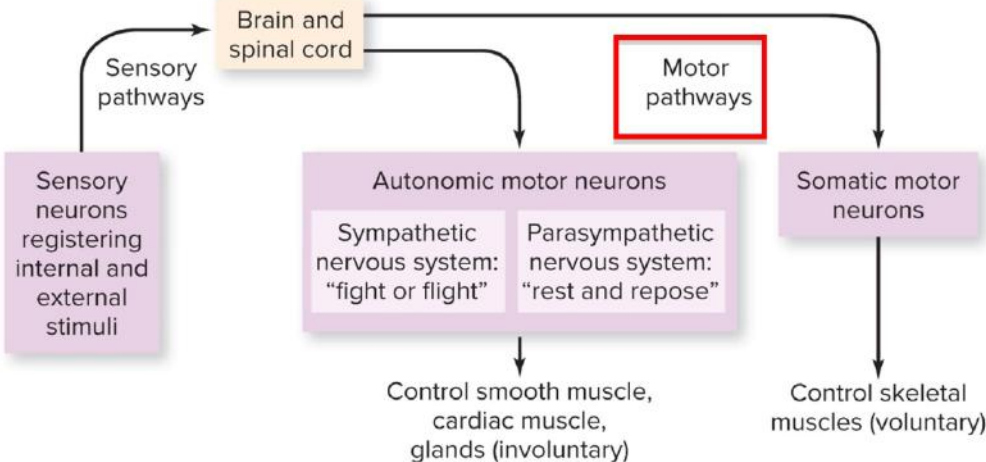 Brain and
spinal cord
Sensory
pathways
Motor
pathways
Sensory
neurons
registering
internal and
external
stimuli
Autonomic motor neurons
Sympathetic
nervous system:
“fight or flight”
Parasympathetic
nervous system:
“rest and repose”
Somatic motor
neurons
Control smooth muscle,
cardiac muscle,
glands (involuntary)
Control skeletal
muscles (voluntary)